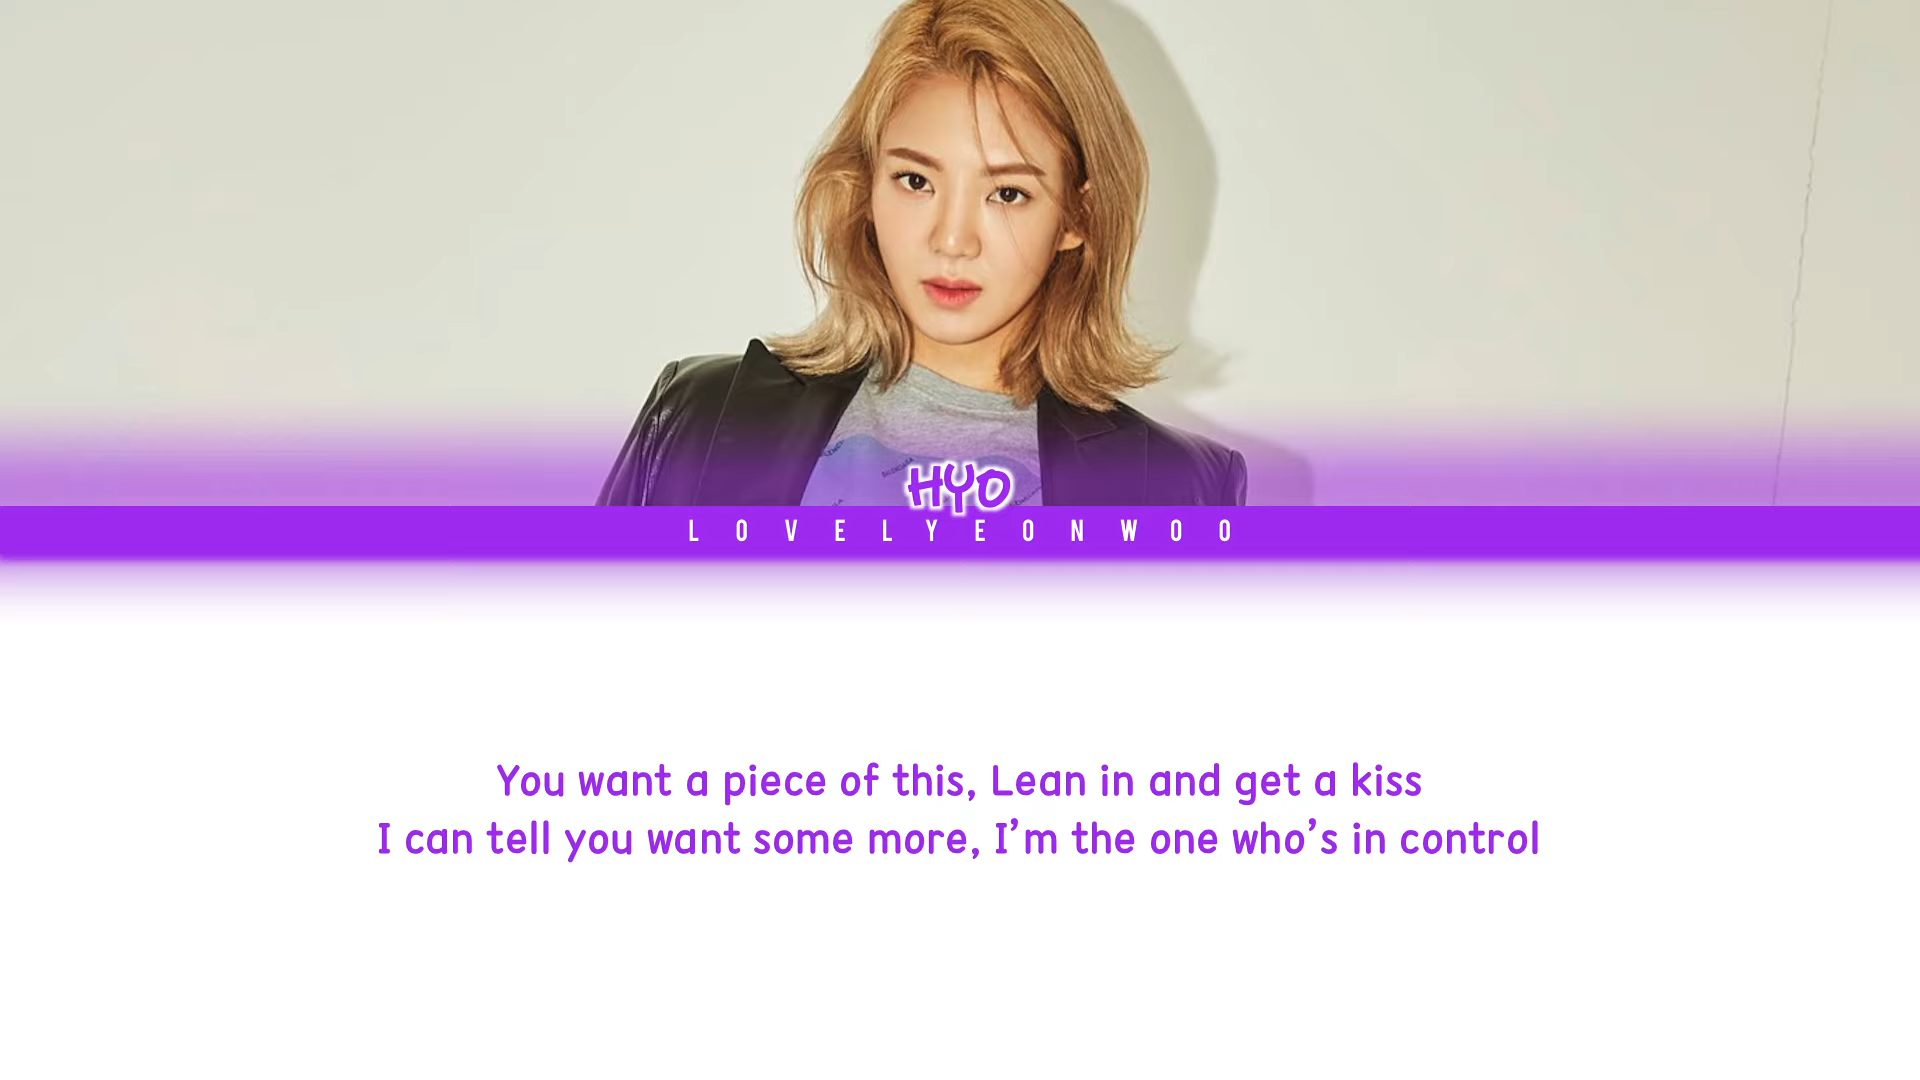 HYO
LOVELYEONWOO
You want a piece of this, Lean in and get a kiss
I can tell you want some more, I’m the one who’s in control